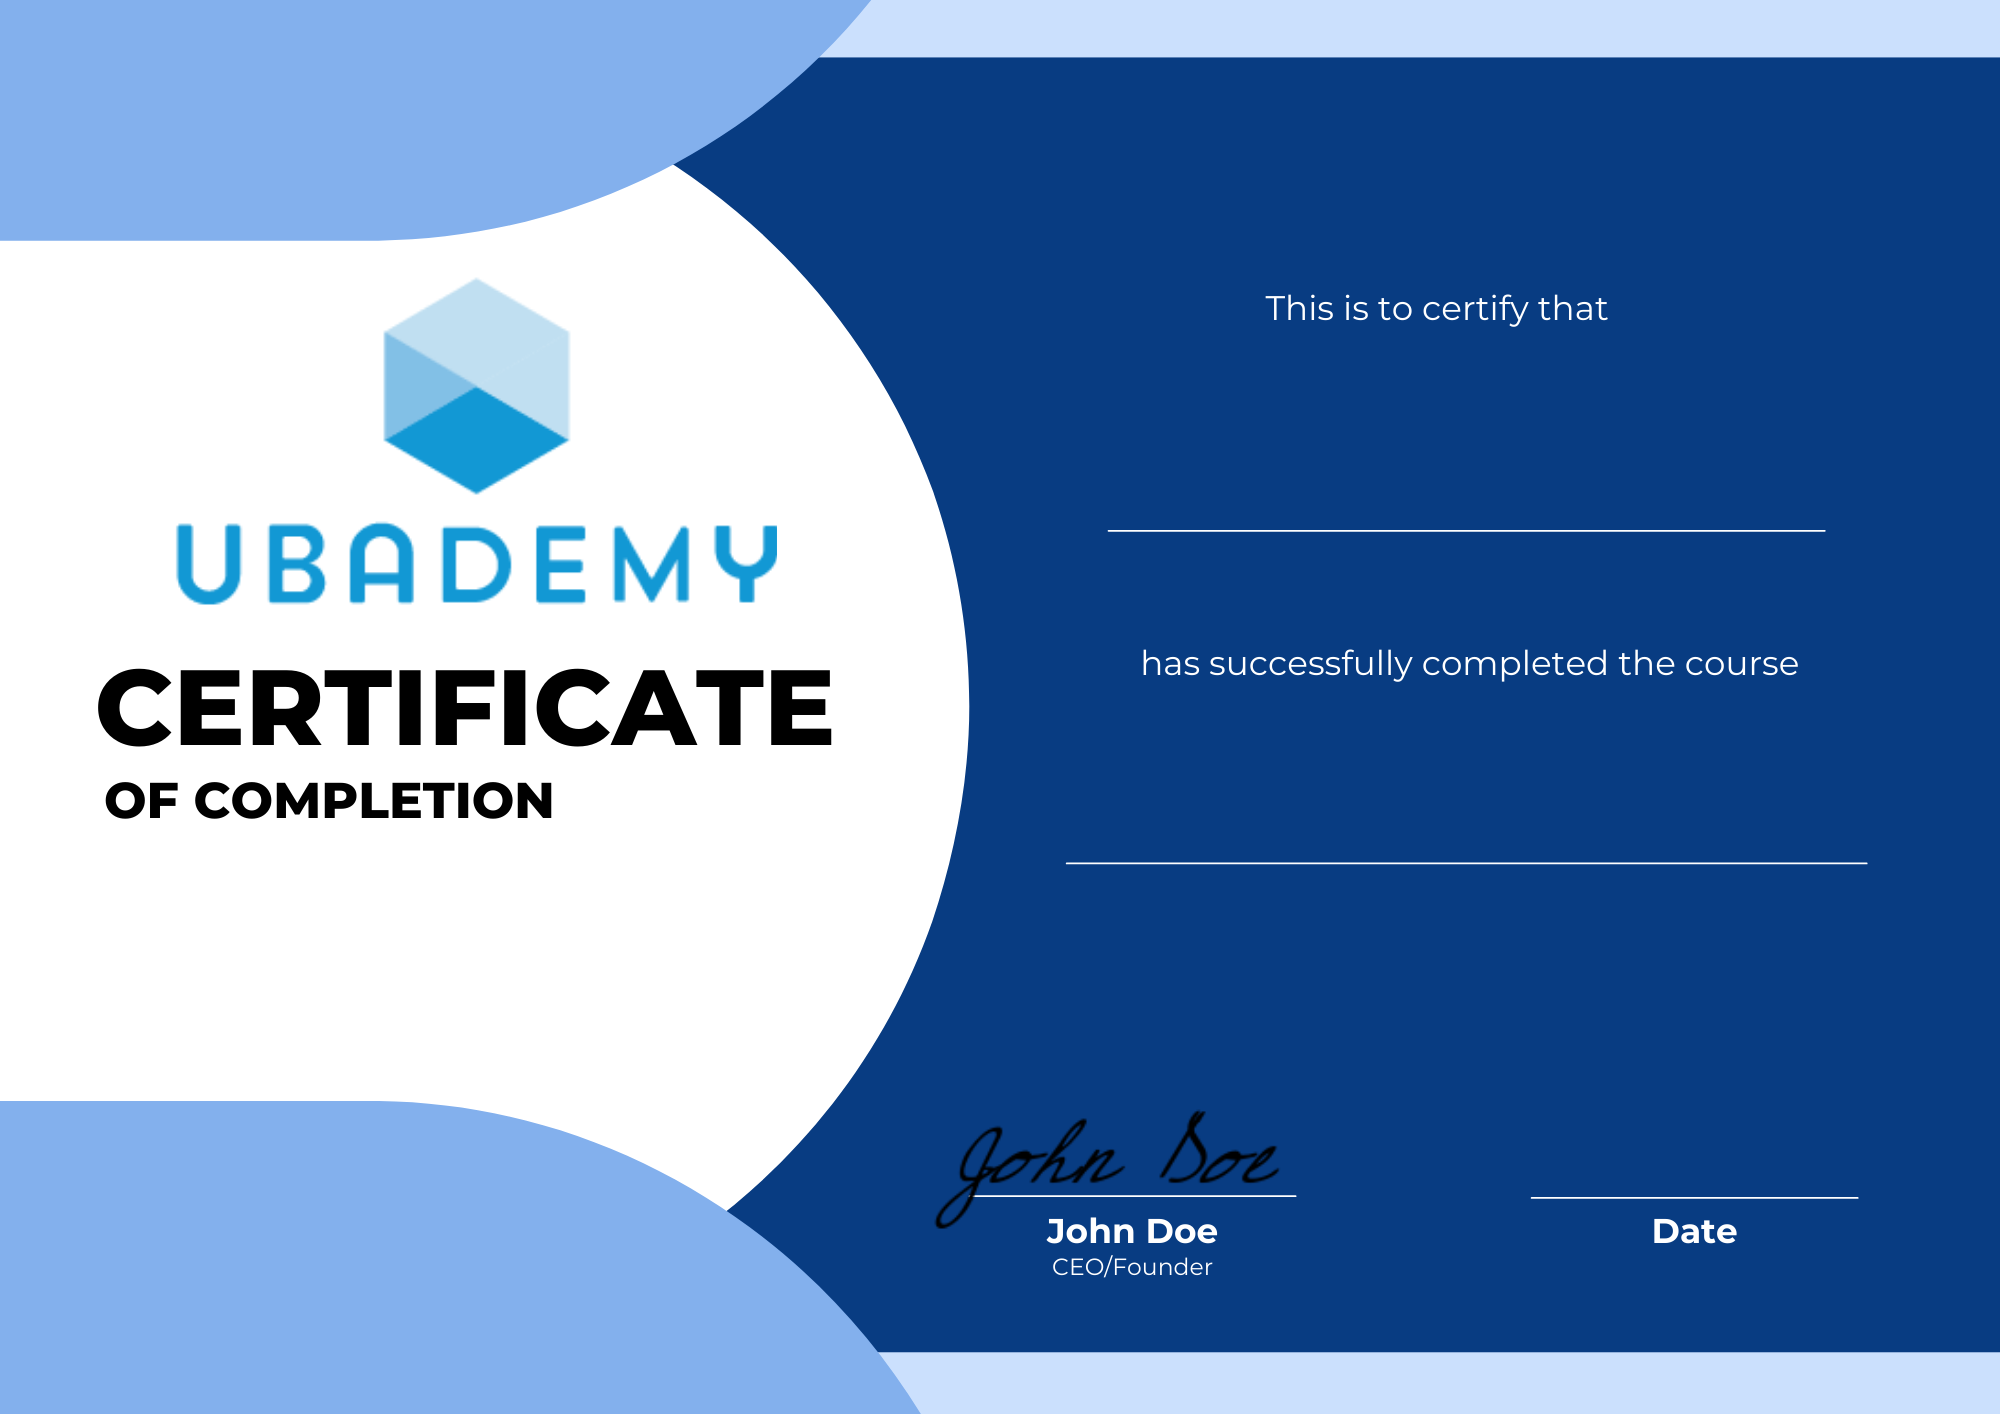 UBADEMY
CERTIFICATE
OF COMPLETION
This is to certify that
has successfully completed the course
John Doe
John Doe
CEO/Founder
Date